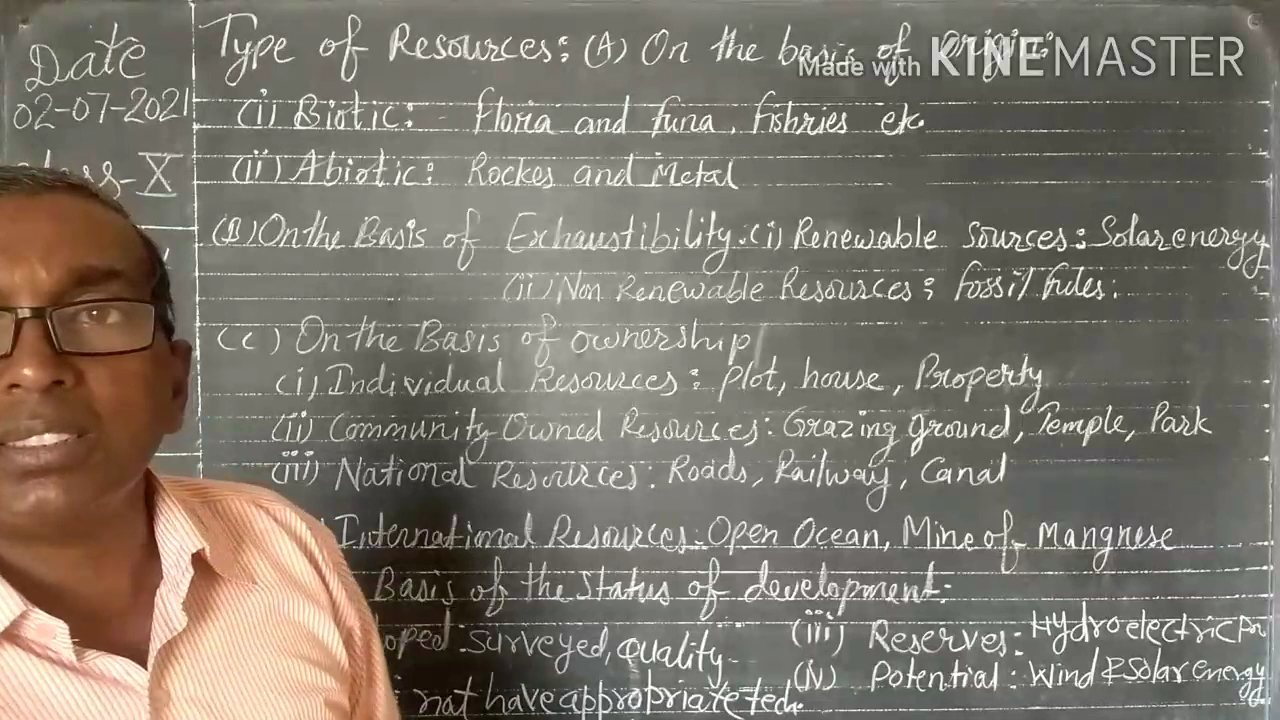 Date
02-07-2021
X
Type of Resources: (A) On the basis of origin:
Made with KINEMASTER
(i) Biotic: - flora and funa, fishries etc.
(ii) Abiotic: Rockes and Metal
(B) On the Basis of Exhaustibility. (i) Renewable Sources: Solar energy
(ii) Non Renewable Resources: fossil fules.
(C) On the Basis of ownership
(i) Individual Resources: plot, house, Property
(ii) Community Owned Resources: Grazing ground, Temple, Park
(iii) National Resources: Roads, Railway, Canal
International Resources: Open Ocean, Mine of Mangnese
Basis of the Status of development:
oped: surveyed, quality-
(iii) Reserves: Hydroelectric Po
(IV) Potential: Wind & Solar energy
not have appropriate tech.